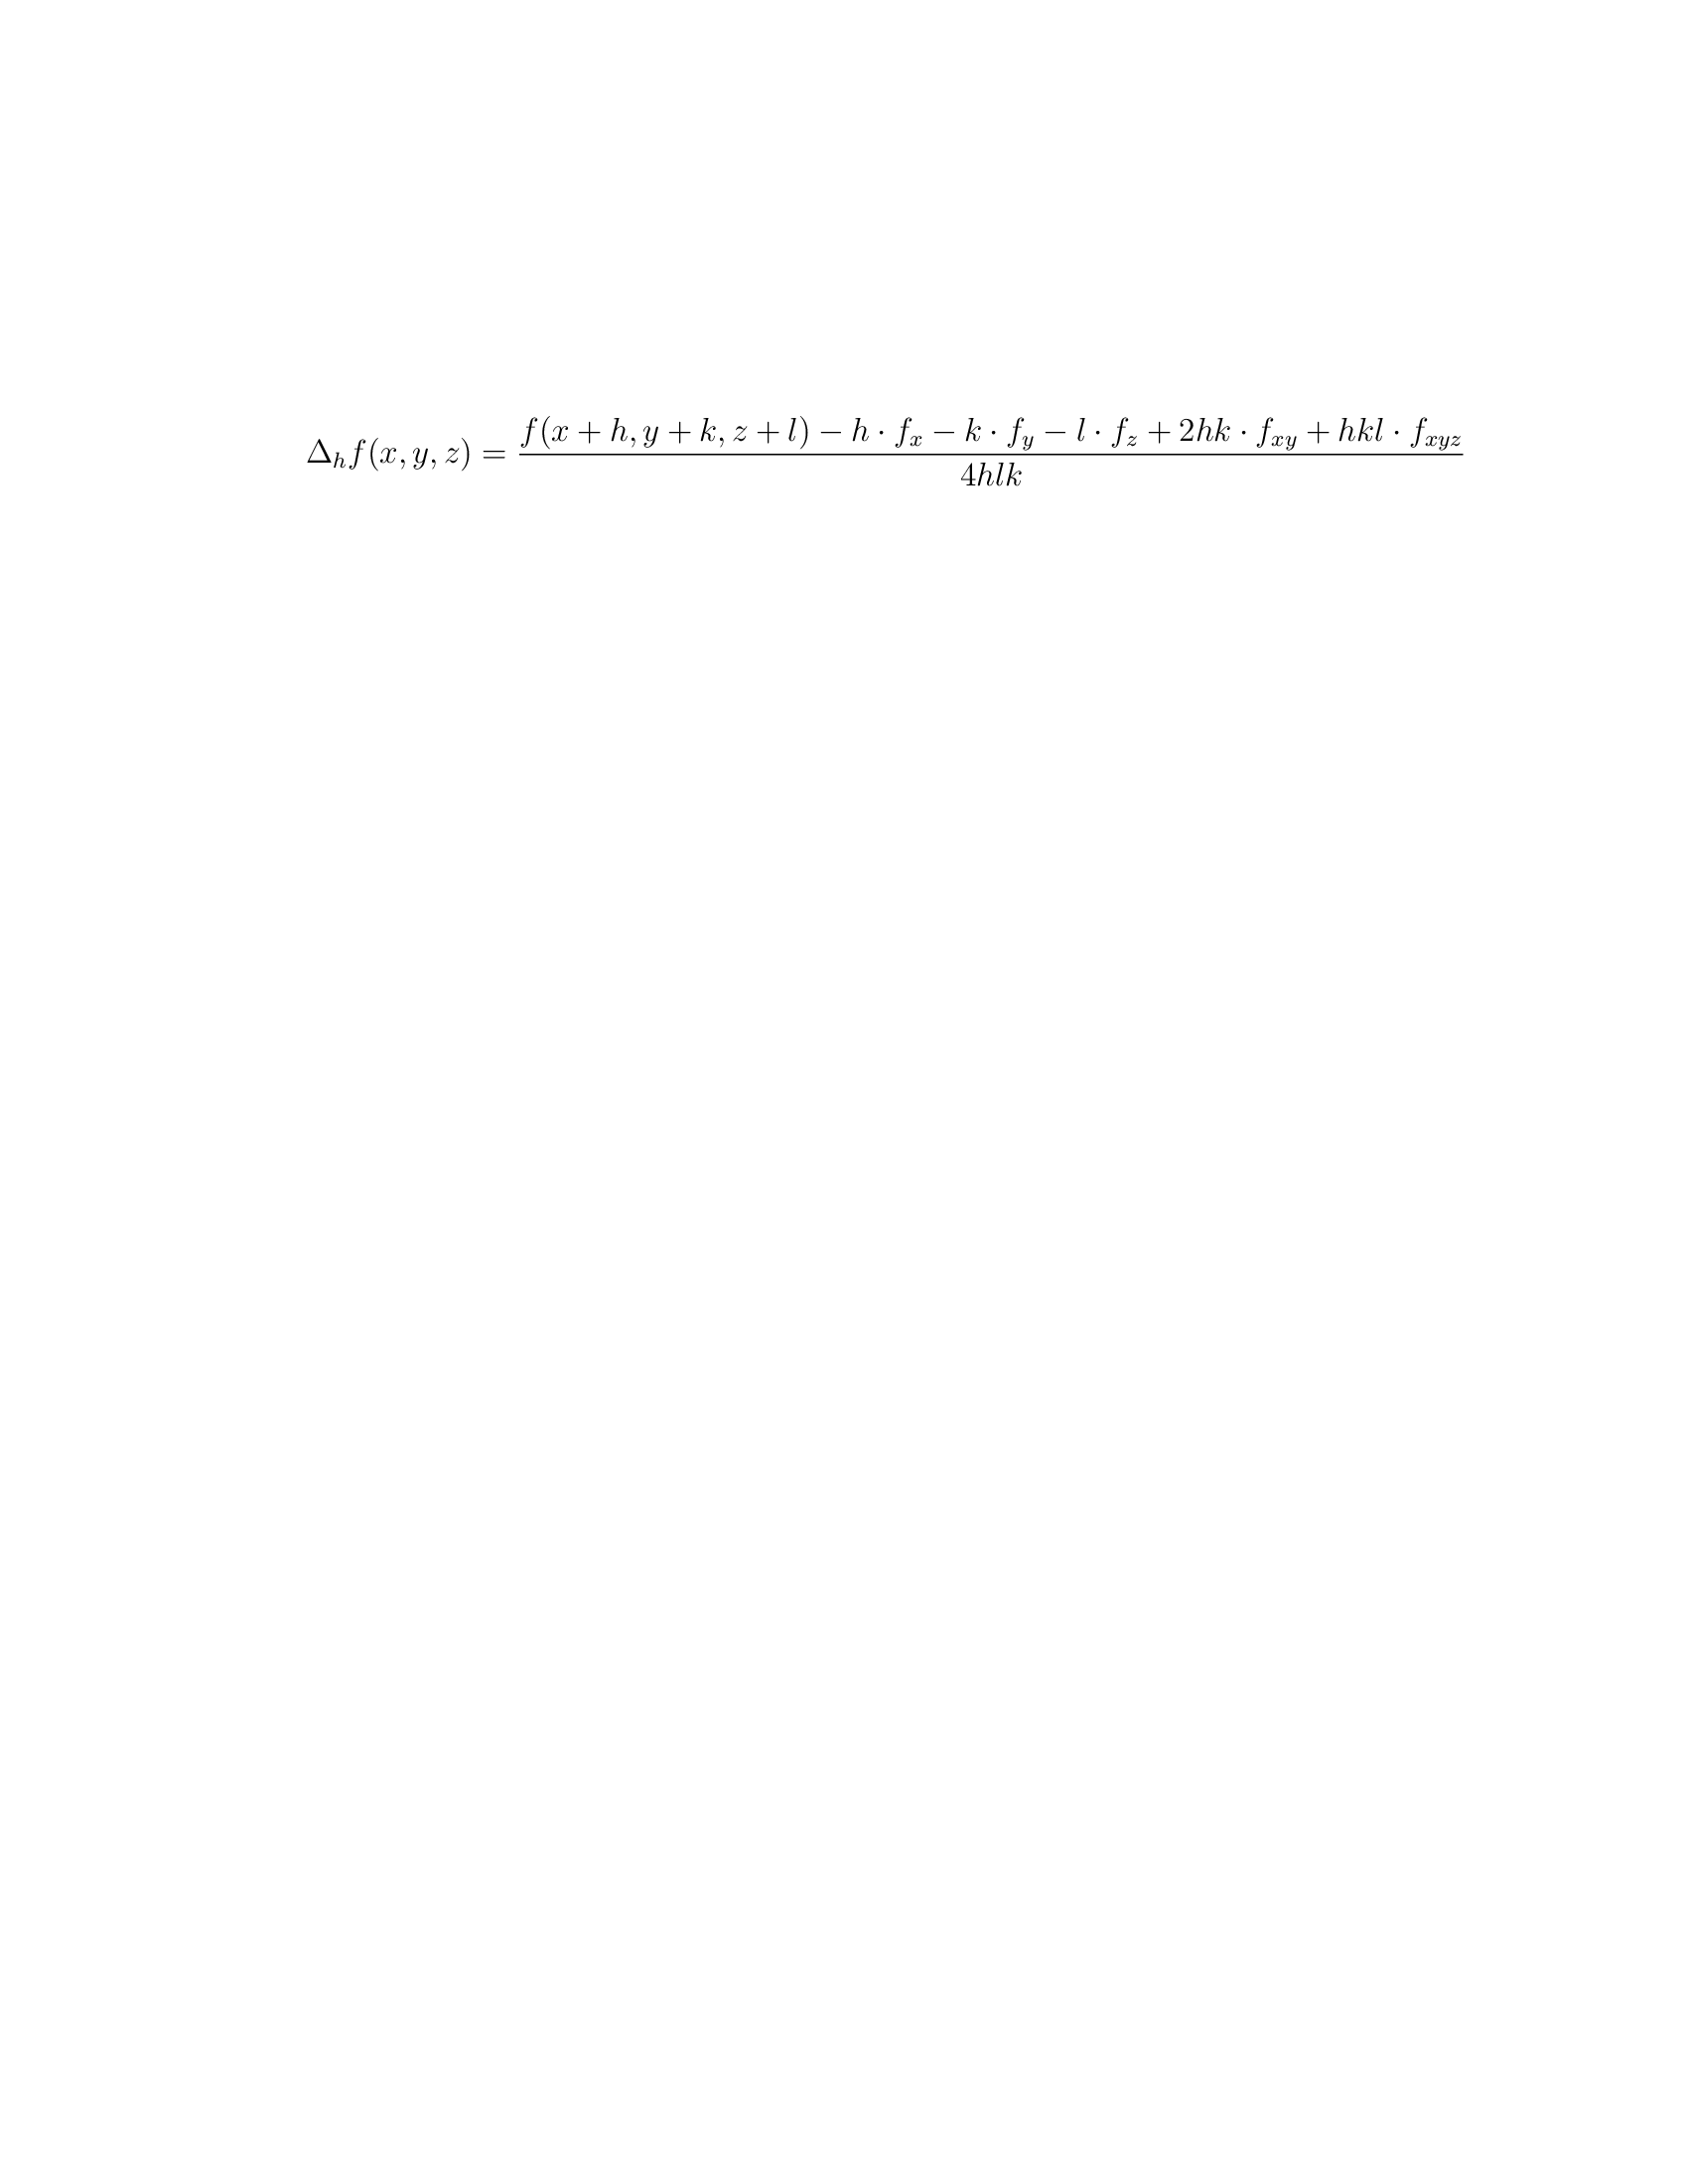 $\Delta_h f(x, y, z) = \frac{f(x + h, y + k, z + l) - h \cdot f_x - k \cdot f_y - l \cdot f_z + 2hk \cdot f_{xy} + hkl \cdot f_{xyz}}{4hlk}$